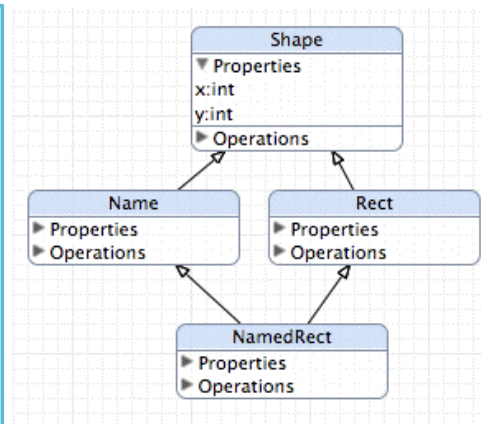 Shape
Properties
x:int
y:int
Operations
Name
Properties
Operations
Rect
Properties
Operations
NamedRect
Properties
Operations